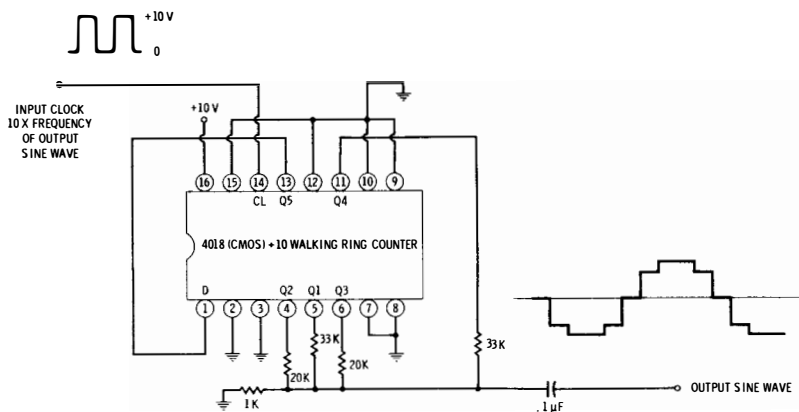 +10 V
0
INPUT CLOCK
10 X FREQUENCY
OF OUTPUT
SINE WAVE
+10 V
16 15 14 13 12 11 10 9
CL Q5 Q4
4018 (CMOS) ÷10 WALKING RING COUNTER
D Q2 Q1 Q3
1 2 3 4 5 6 7 8
33K
33K
20K
20K
1K
.1µF
OUTPUT SINE WAVE